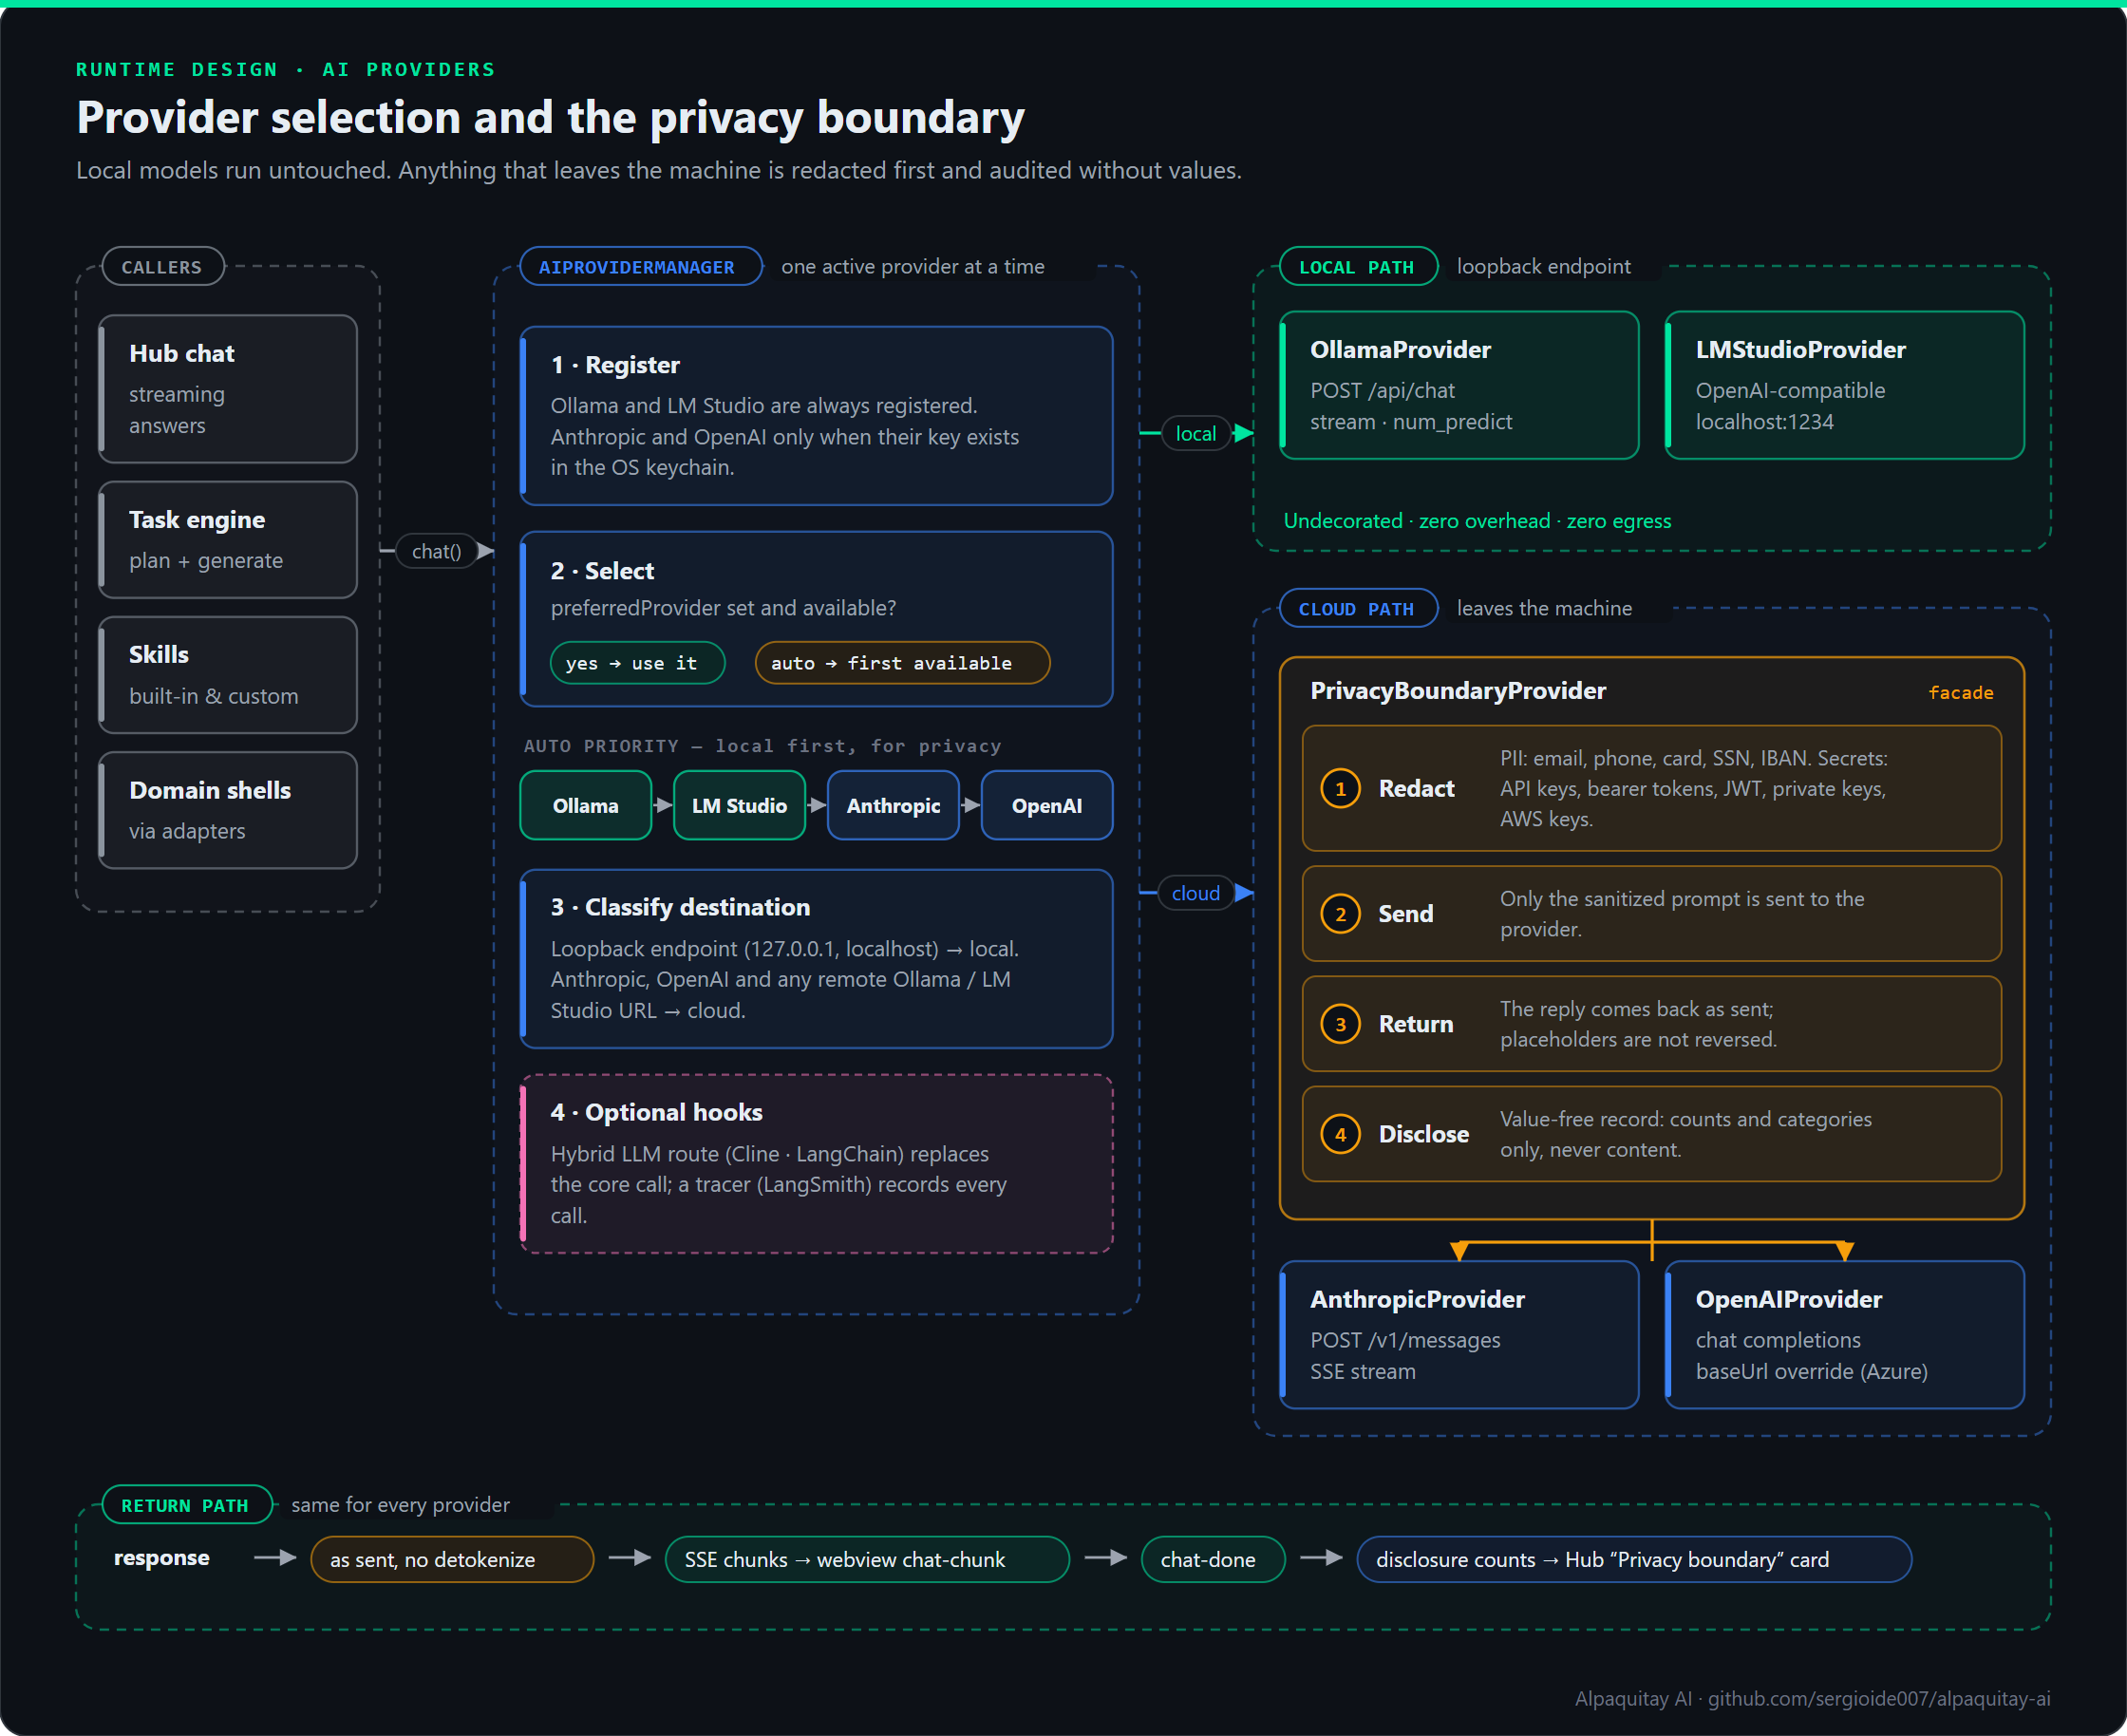 RUNTIME DESIGN · AI PROVIDERS
Provider selection and the privacy boundary
Local models run untouched. Anything that leaves the machine is redacted first and audited without values.
CALLERS
Hub chat
streaming
answers
Task engine
plan + generate
Skills
built-in & custom
Domain shells
via adapters
chat()
AIPROVIDERMANAGER one active provider at a time
1 · Register
Ollama and LM Studio are always registered.
Anthropic and OpenAI only when their key exists
in the OS keychain.
2 · Select
preferredProvider set and available?
yes → use it auto → first available
AUTO PRIORITY — local first, for privacy
Ollama LM Studio Anthropic OpenAI
3 · Classify destination
Loopback endpoint (127.0.0.1, localhost) → local.
Anthropic, OpenAI and any remote Ollama / LM
Studio URL → cloud.
4 · Optional hooks
Hybrid LLM route (Cline · LangChain) replaces
the core call; a tracer (LangSmith) records every
call.
local
cloud
LOCAL PATH loopback endpoint
OllamaProvider
POST /api/chat
stream · num_predict
LMStudioProvider
OpenAI-compatible
localhost:1234
Undecorated · zero overhead · zero egress
CLOUD PATH leaves the machine
PrivacyBoundaryProvider facade
1 Redact
PII: email, phone, card, SSN, IBAN. Secrets:
API keys, bearer tokens, JWT, private keys,
AWS keys.
2 Send
Only the sanitized prompt is sent to the
provider.
3 Return
The reply comes back as sent;
placeholders are not reversed.
4 Disclose
Value-free record: counts and categories
only, never content.
AnthropicProvider
POST /v1/messages
SSE stream
OpenAIProvider
chat completions
baseUrl override (Azure)
RETURN PATH same for every provider
response as sent, no detokenize SSE chunks → webview chat-chunk chat-done disclosure counts → Hub "Privacy boundary" card
Alpaquitay AI · github.com/sergioide007/alpaquitay-ai